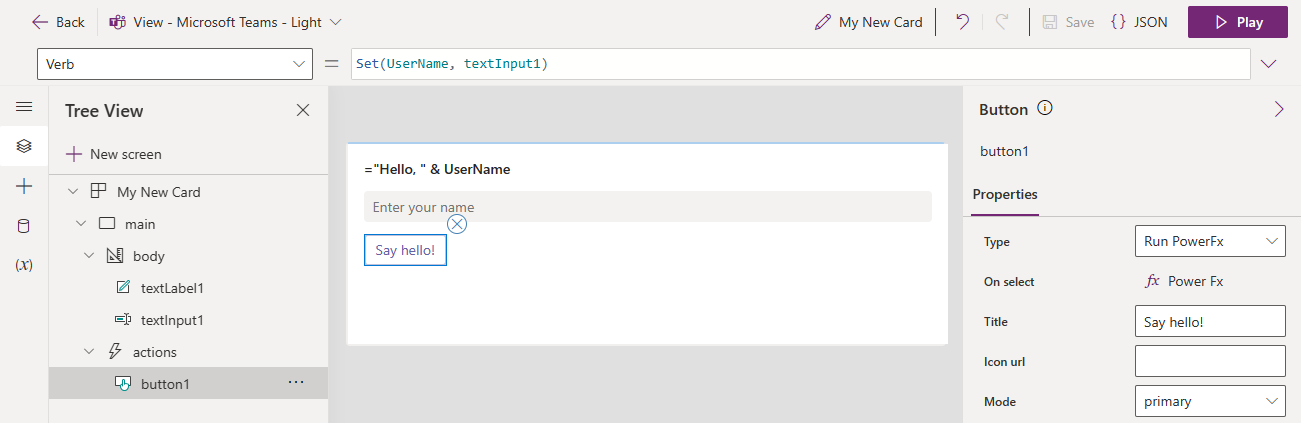 Back
View - Microsoft Teams - Light
My New Card
Save
{} JSON
Play
Verb
=
Set(UserName, textInput1)
Tree View
New screen
My New Card
main
body
textLabel1
textInput1
actions
button1
...
(x)
="Hello, " & UserName
Enter your name
Say hello!
Button
button1
Properties
Type
Run PowerFx
On select
fx Power Fx
Title
Say hello!
Icon url
Mode
primary